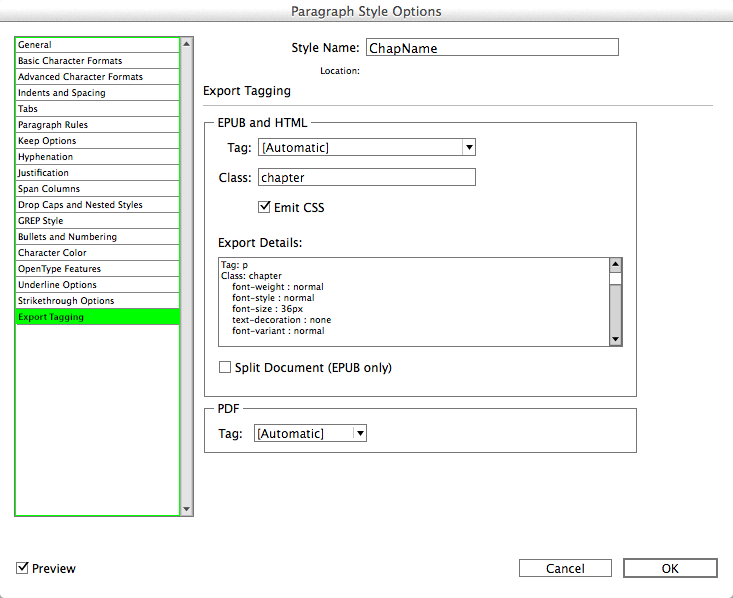 Paragraph Style Options
General
Basic Character Formats
Advanced Character Formats
Indents and Spacing
Tabs
Paragraph Rules
Keep Options
Hyphenation
Justification
Span Columns
Drop Caps and Nested Styles
GREP Style
Bullets and Numbering
Character Color
OpenType Features
Underline Options
Strikethrough Options
Export Tagging
Style Name: ChapName
Location:
Export Tagging
EPUB and HTML
Tag: [Automatic]
Class: chapter
Emit CSS
Export Details:
Tag: p
Class: chapter
font-weight : normal
font-style : normal
font-size : 36px
text-decoration : none
font-variant : normal
Split Document (EPUB only)
PDF
Tag: [Automatic]
Preview
Cancel
OK